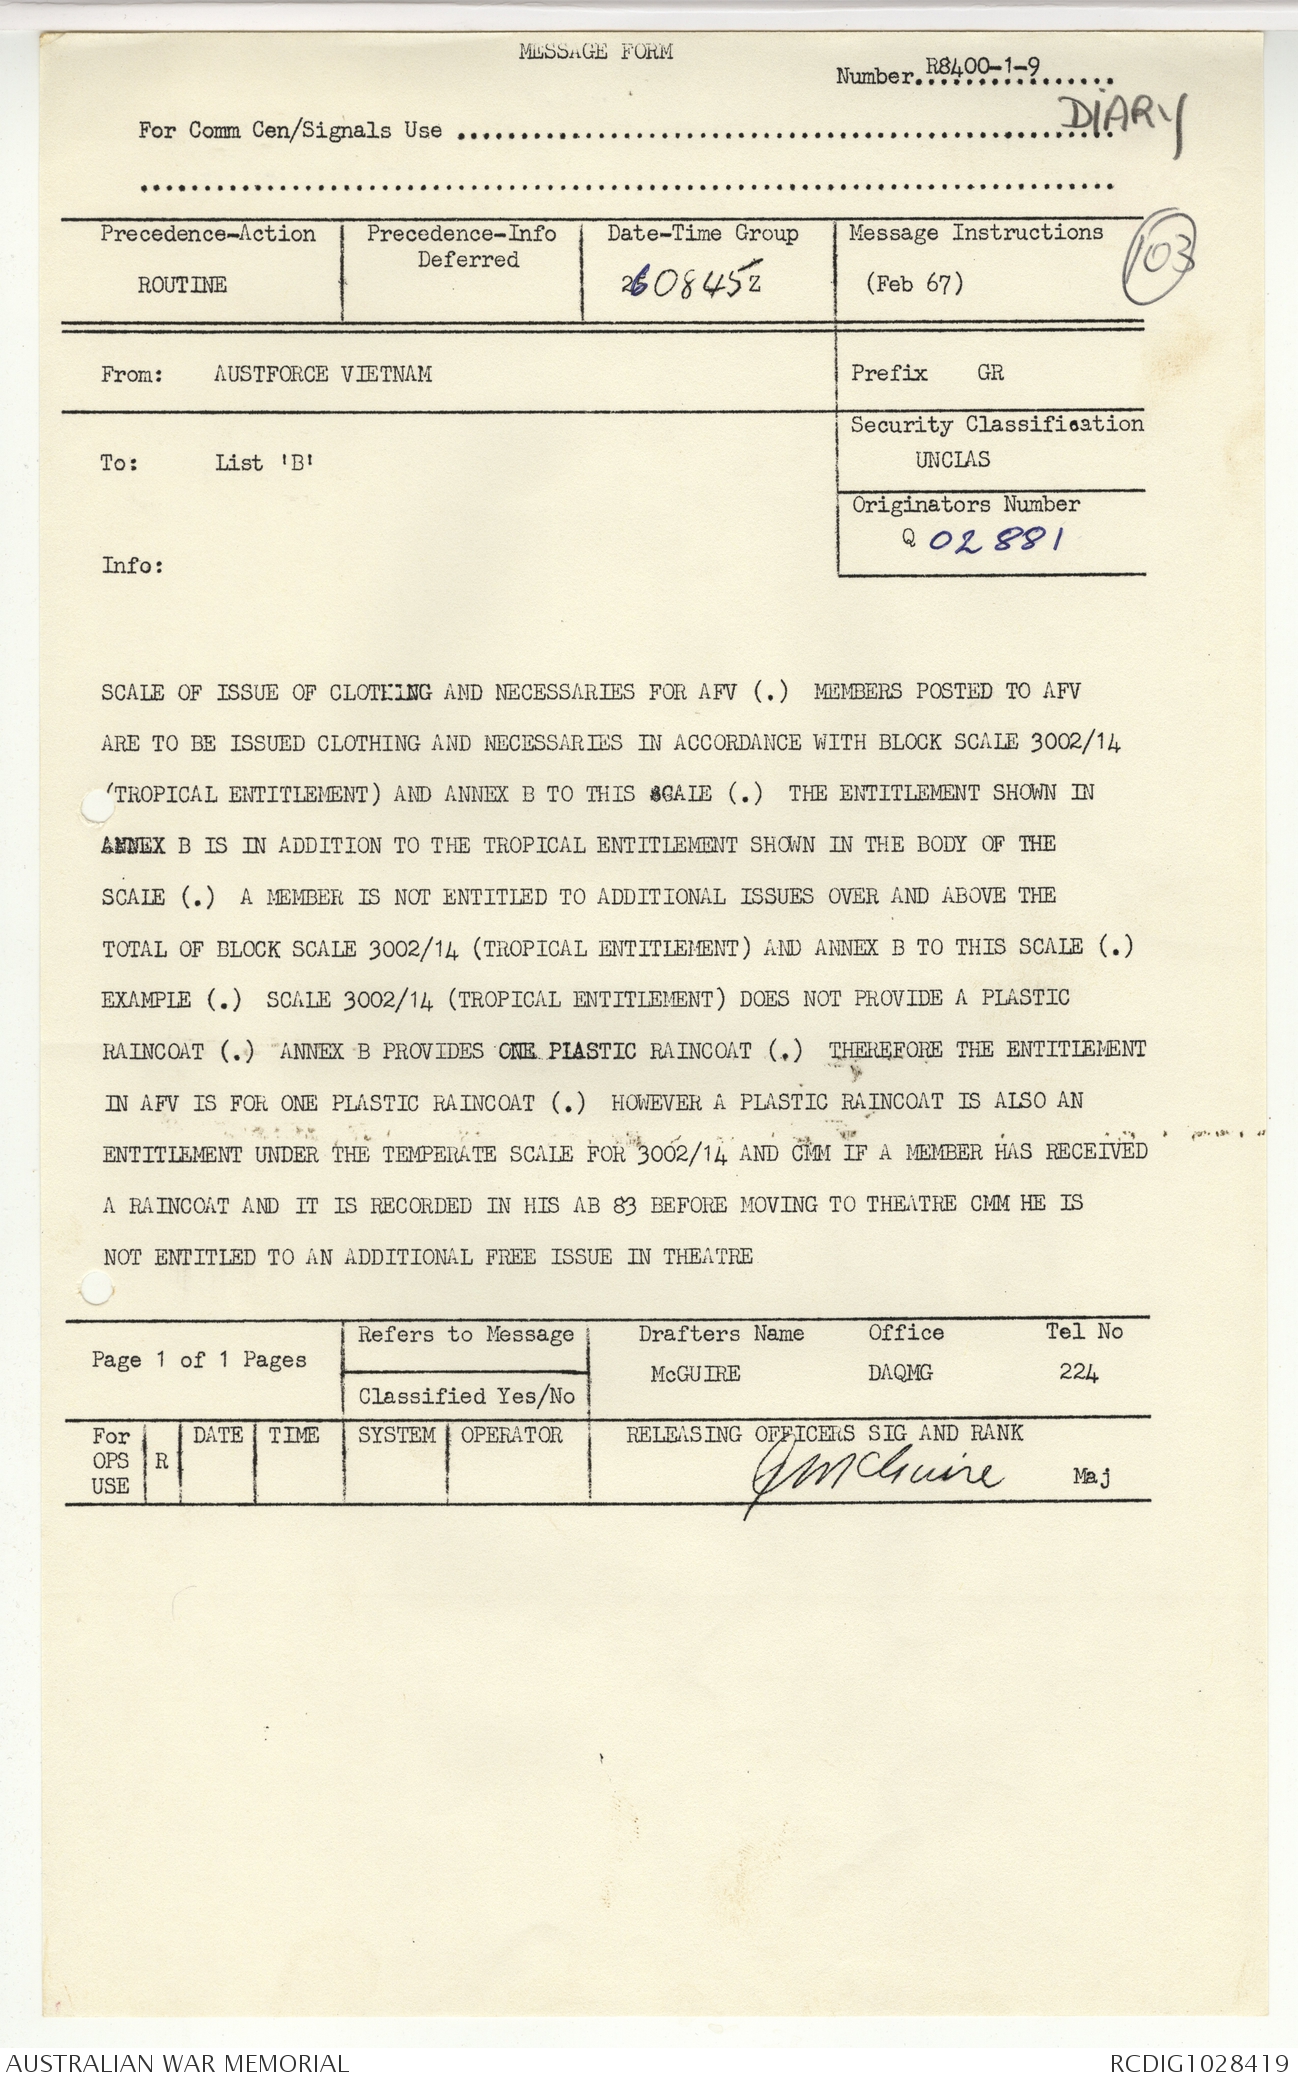 MESSAGE FORM
Number R8400-1-9
DIARY
For Comm Cen/Signals Use
Precedence-Action
ROUTINE
Precedence-Info
Deferred
Date-Time Group
260845Z
Message Instructions
(Feb 67)
103
From: AUSTFORCE VIETNAM
Prefix GR
To: List 'B'
Security Classification
UNCLAS
Originators Number
Q 02881
Info:
SCALE OF ISSUE OF CLOTHING AND NECESSARIES FOR AFV (.) MEMBERS POSTED TO AFV
ARE TO BE ISSUED CLOTHING AND NECESSARIES IN ACCORDANCE WITH BLOCK SCALE 3002/14
(TROPICAL ENTITLEMENT) AND ANNEX B TO THIS SCALE (.) THE ENTITLEMENT SHOWN IN
ANNEX B IS IN ADDITION TO THE TROPICAL ENTITLEMENT SHOWN IN THE BODY OF THE
SCALE (.) A MEMBER IS NOT ENTITLED TO ADDITIONAL ISSUES OVER AND ABOVE THE
TOTAL OF BLOCK SCALE 3002/14 (TROPICAL ENTITLEMENT) AND ANNEX B TO THIS SCALE (.)
EXAMPLE (.) SCALE 3002/14 (TROPICAL ENTITLEMENT) DOES NOT PROVIDE A PLASTIC
RAINCOAT (.) ANNEX B PROVIDES ONE PLASTIC RAINCOAT (.) THEREFORE THE ENTITLEMENT
IN AFV IS FOR ONE PLASTIC RAINCOAT (.) HOWEVER A PLASTIC RAINCOAT IS ALSO AN
ENTITLEMENT UNDER THE TEMPERATE SCALE FOR 3002/14 AND CMM IF A MEMBER HAS RECEIVED
A RAINCOAT AND IT IS RECORDED IN HIS AB 83 BEFORE MOVING TO THEATRE CMM HE IS
NOT ENTITLED TO AN ADDITIONAL FREE ISSUE IN THEATRE
Page 1 of 1 Pages
Refers to Message
Classified Yes/No
Drafters Name Office Tel No
McGUIRE DAQMG 224
For
OPS
USE
R
DATE
TIME
SYSTEM
OPERATOR
RELEASING OFFICERS SIG AND RANK
McGuire Maj
AUSTRALIAN WAR MEMORIAL RCDIG1028419